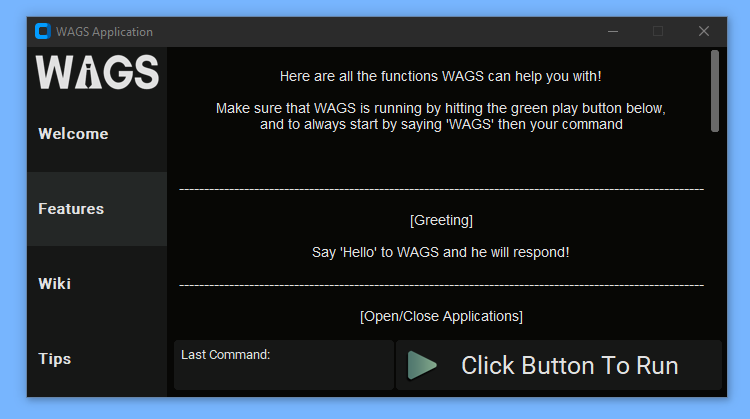 WAGS Application
WAGS
Welcome
Features
Wiki
Tips
Here are all the functions WAGS can help you with!
Make sure that WAGS is running by hitting the green play button below,
and to always start by saying 'WAGS' then your command
---------------------------------------------------------------------------------------------------------
[Greeting]
Say 'Hello' to WAGS and he will respond!
---------------------------------------------------------------------------------------------------------
[Open/Close Applications]
Last Command:
Click Button To Run